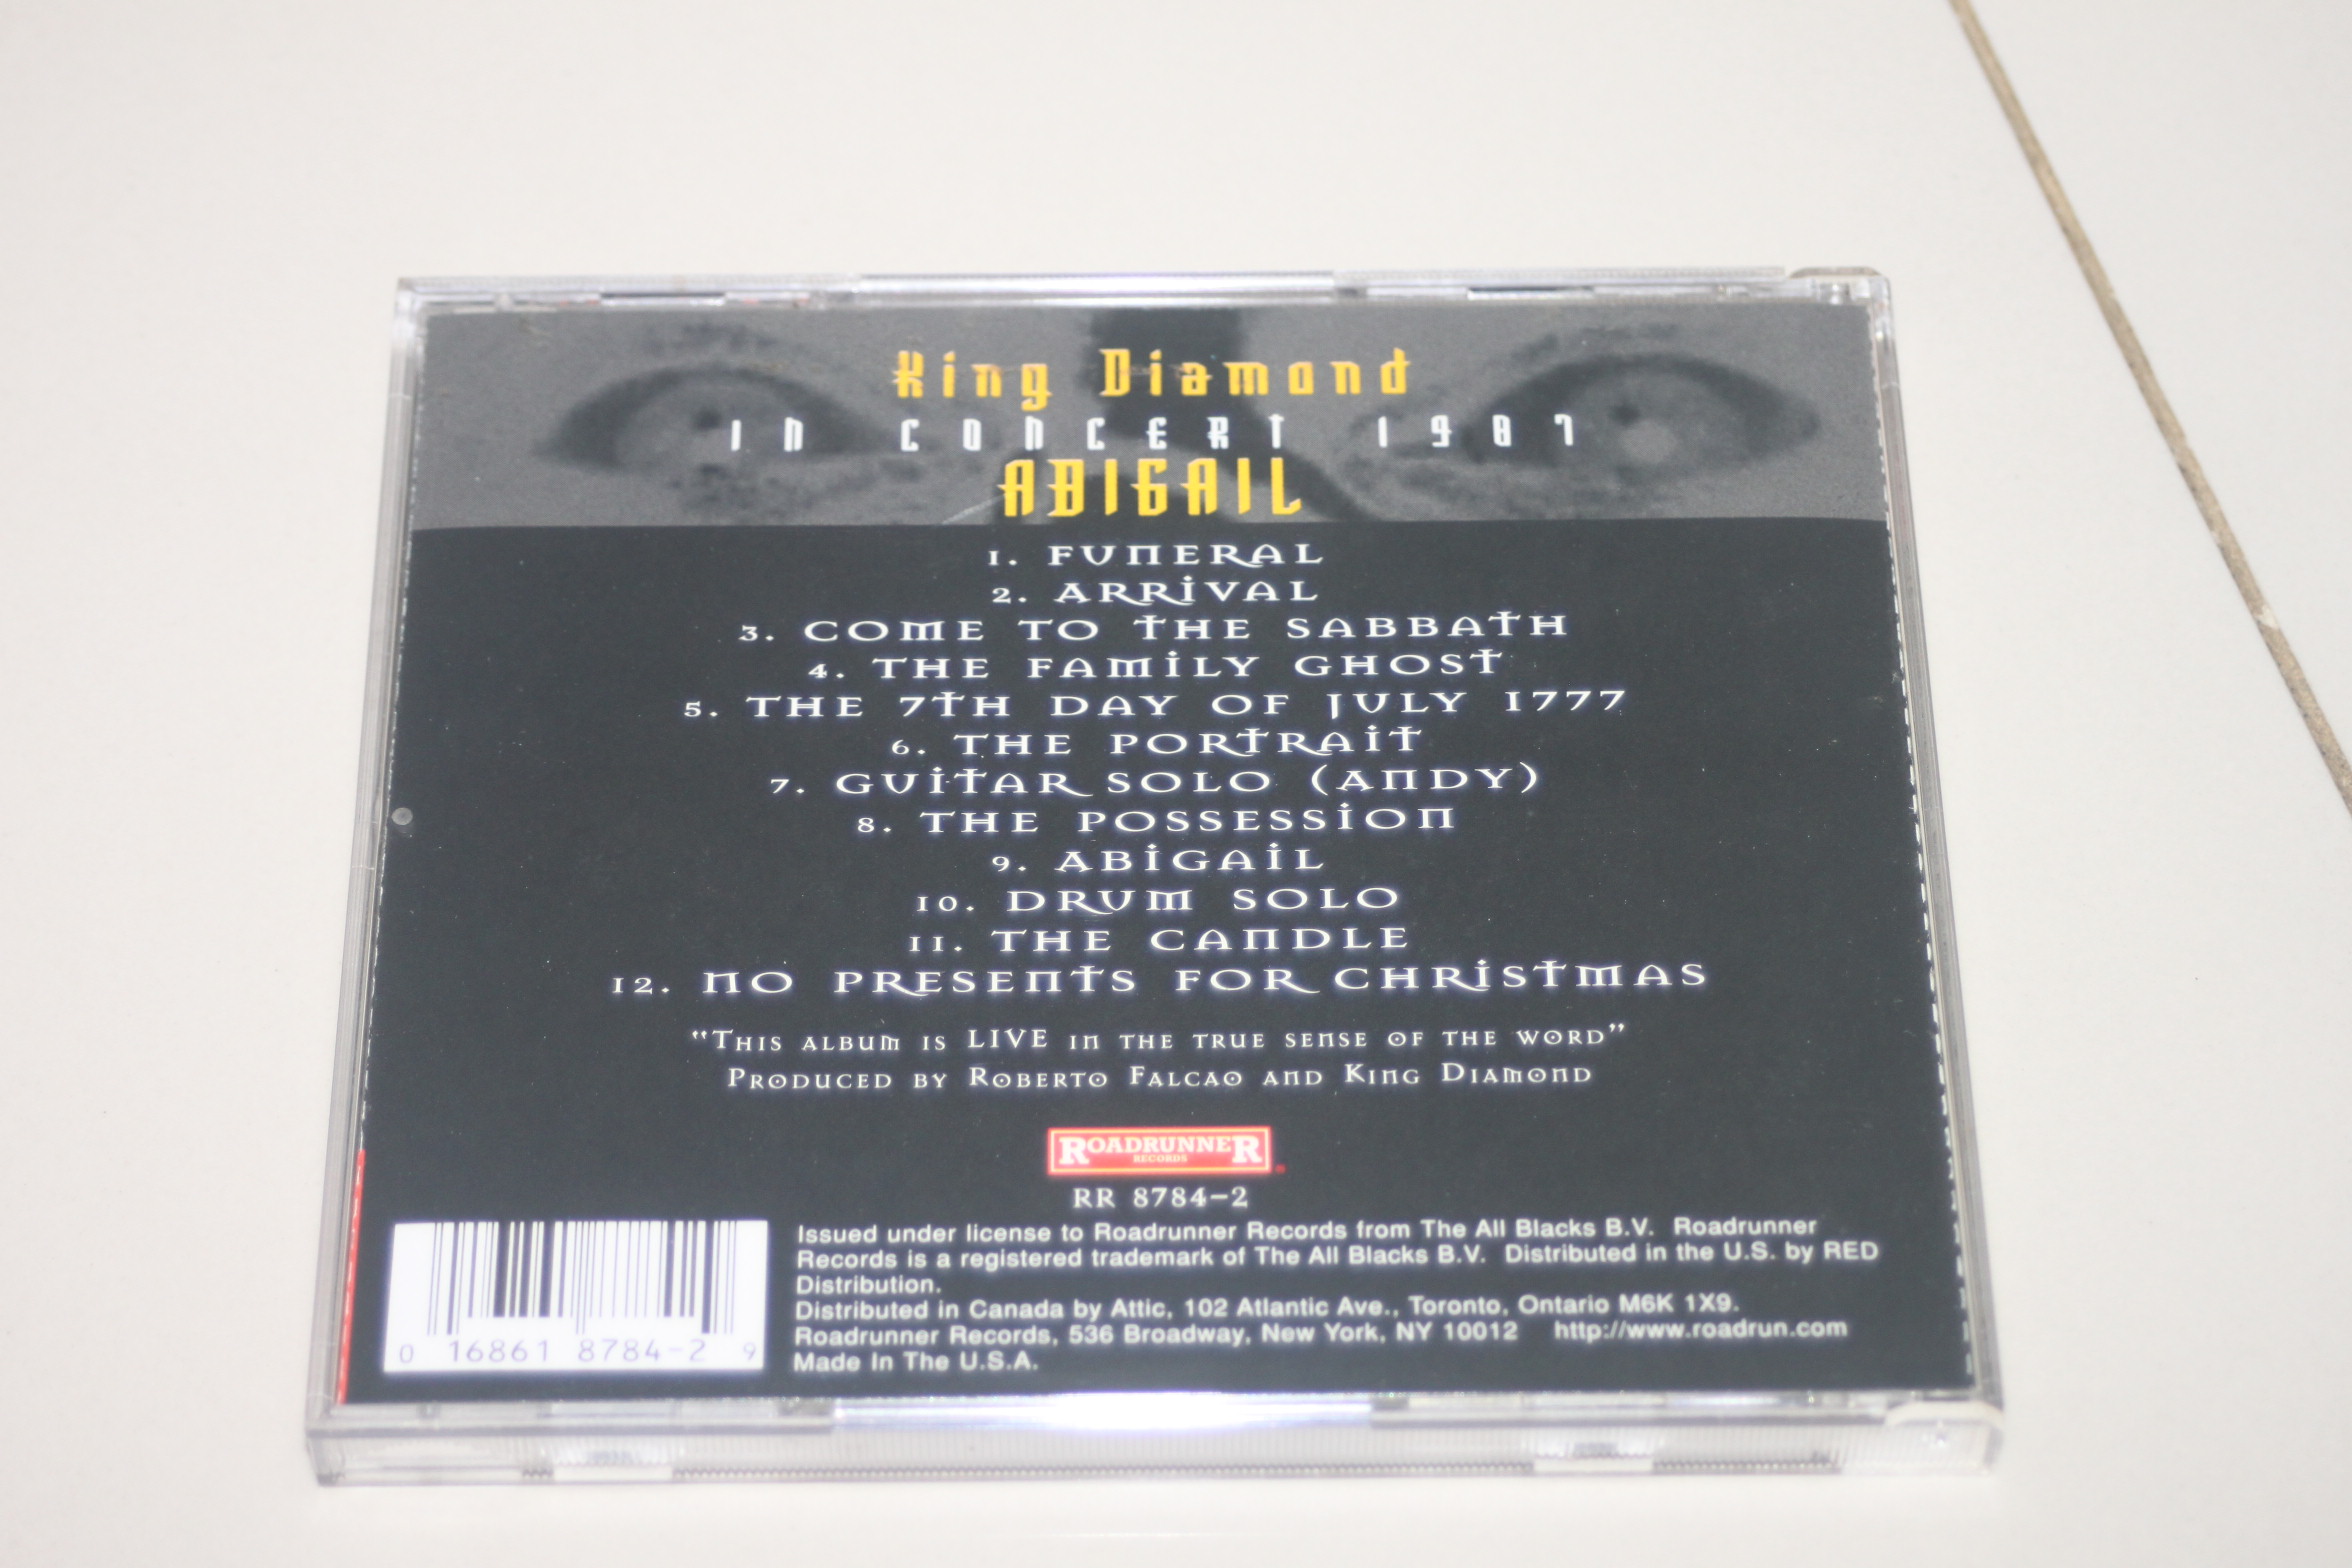 King Diamond
IN CONCERT 1987
ABIGAIL
1. FUNERAL
2. ARRIVAL
3. COME TO THE SABBATH
4. THE FAMILY GHOST
5. THE 7TH DAY OF JULY 1777
6. THE PORTRAIT
7. GUITAR SOLO (ANDY)
8. THE POSSESSION
9. ABIGAIL
10. DRUM SOLO
11. THE CANDLE
12. NO PRESENTS FOR CHRISTMAS
"THIS ALBUM IS LIVE IN THE TRUE SENSE OF THE WORD"
PRODUCED BY ROBERTO FALCAO AND KING DIAMOND
ROADRUNNER
RECORDS
RR 8784-2
Issued under license to Roadrunner Records from The All Blacks B.V. Roadrunner
Records is a registered trademark of The All Blacks B.V. Distributed in the U.S. by RED
Distribution.
Distributed in Canada by Attic, 102 Atlantic Ave., Toronto, Ontario M6K 1X9.
Roadrunner Records, 536 Broadway, New York, NY 10012 http://www.roadrun.com
Made In The U.S.A.
0 16861 8784-2 9